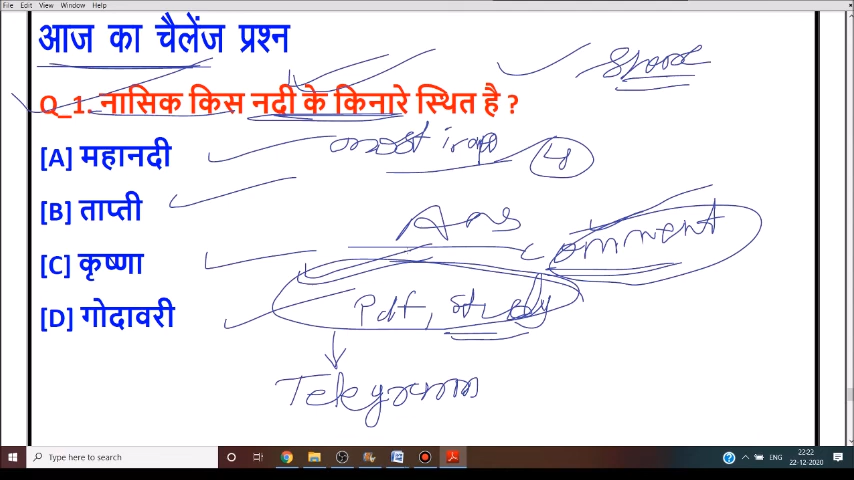 File Edit View Window Help
आज का चैलेंज प्रश्न
Q_1. नासिक किस नदी के किनारे स्थित है ?
[A] महानदी
[B] ताप्ती
[C] कृष्णा
[D] गोदावरी
most imp
Ans
comment
Pdf, study
Telegram
Type here to search
ENG
22:22
22-12-2020